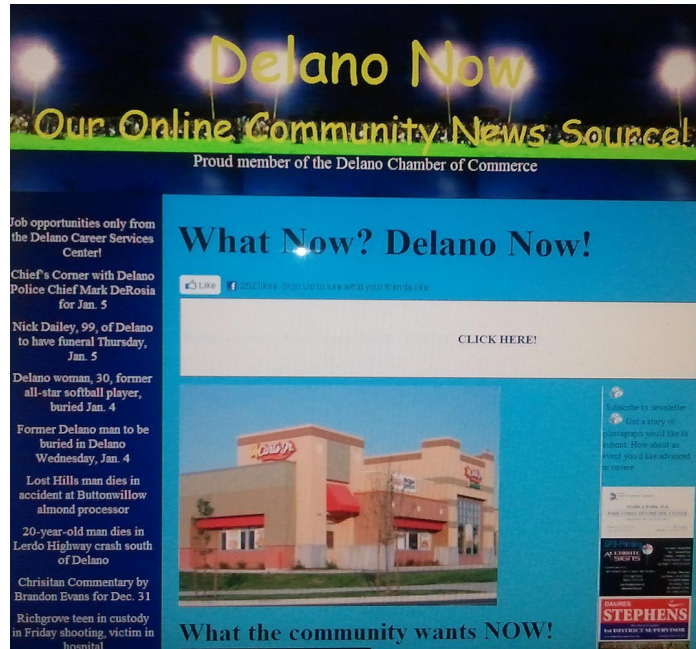 Delano Now
Our Online Community News Source!
Proud member of the Delano Chamber of Commerce
Job opportunities only from
the Delano Career Services
Center!
Chief's Corner with Delano
Police Chief Mark DeRosia
for Jan. 5
Nick Dailey, 99, of Delano
to have funeral Thursday,
Jan. 5
Delano woman, 30, former
all-star softball player,
buried Jan. 4
Former Delano man to be
buried in Delano
Wednesday, Jan. 4
Lost Hills man dies in
accident at Buttonwillow
almond processor
20-year-old man dies in
Lerdo Highway crash south
of Delano
Chrisitan Commentary by
Brandon Evans for Dec. 31
Richgrove teen in custody
in Friday shooting, victim in
hospital
What Now? Delano Now!
Like
252 likes. Sign Up to see what your friends like.
CLICK HERE!
What the community wants NOW!
Subscribe to newsletter
Got a story or
photograph you'd like to
submit. How about an
event you'd like advanced
or covere
AUTHENTIC
SIGNS
DAURES
STEPHENS
1st DISTRICT SUPERVISOR